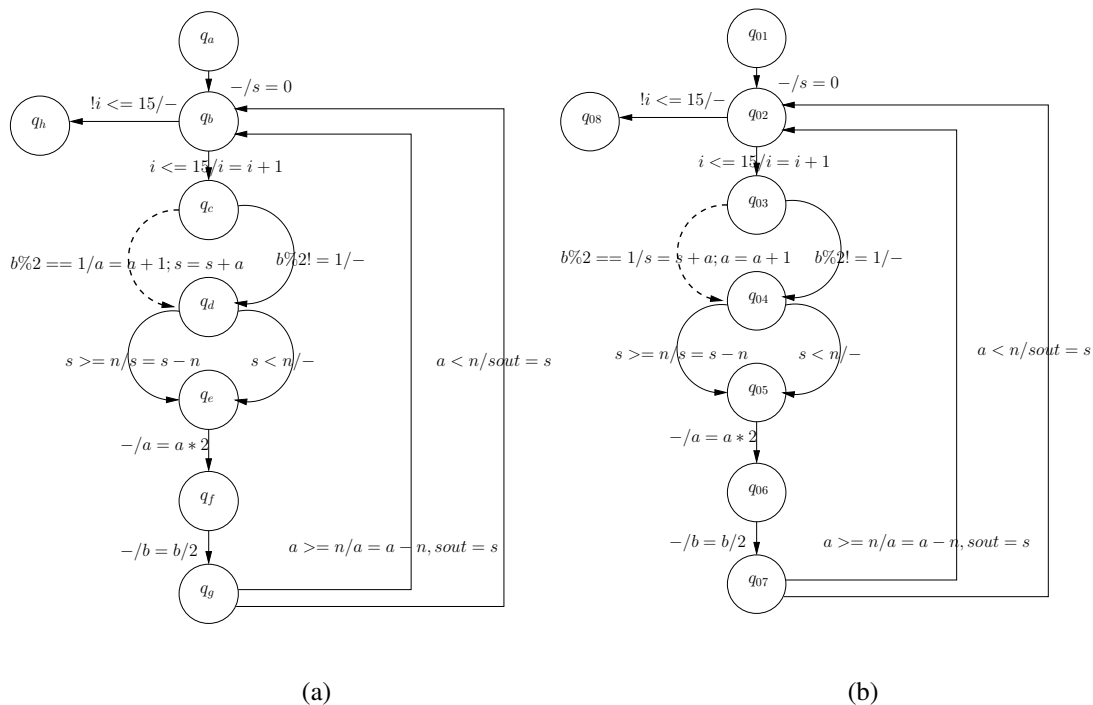 q_a
-/s = 0
!i <= 15/-
q_h
q_b
i <= 15/i = i + 1
q_c
b%2 == 1/a = a + 1; s = s + a
b%2! = 1/-
q_d
s >= n/s = s - n
s < n/-
a < n/sout = s
q_e
-/a = a * 2
q_f
-/b = b/2
a >= n/a = a - n, sout = s
q_g
(a)
q_01
-/s = 0
!i <= 15/-
q_08
q_02
i <= 15/i = i + 1
q_03
b%2 == 1/s = s + a; a = a + 1
b%2! = 1/-
q_04
s >= n/s = s - n
s < n/-
a < n/sout = s
q_05
-/a = a * 2
q_06
-/b = b/2
a >= n/a = a - n, sout = s
q_07
(b)